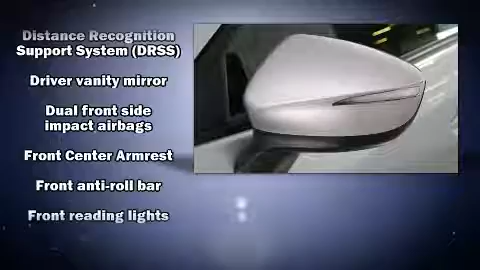 Distance Recognition
Support System (DRSS)
Driver vanity mirror
Dual front side
impact airbags
Front Center Armrest
Front anti-roll bar
Front reading lights